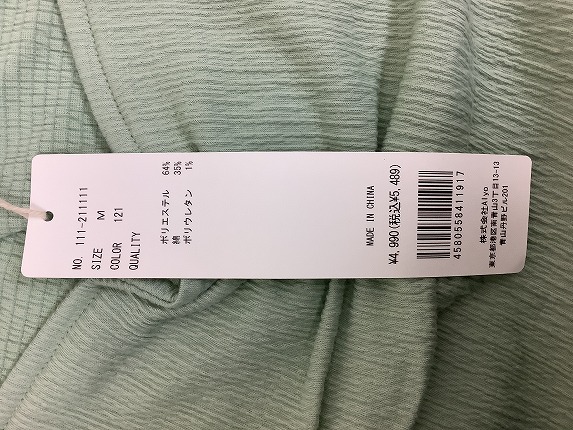 NO. 111-211111
SIZE M
COLOR 121
QUALITY
ポリエステル 64%
綿 35%
ポリウレタン 1%
MADE IN CHINA
¥4,990(税込¥5,489)
4580558411917
株式会社Alyo
東京都港区南青山3丁目13-13
青山丹野ビル201